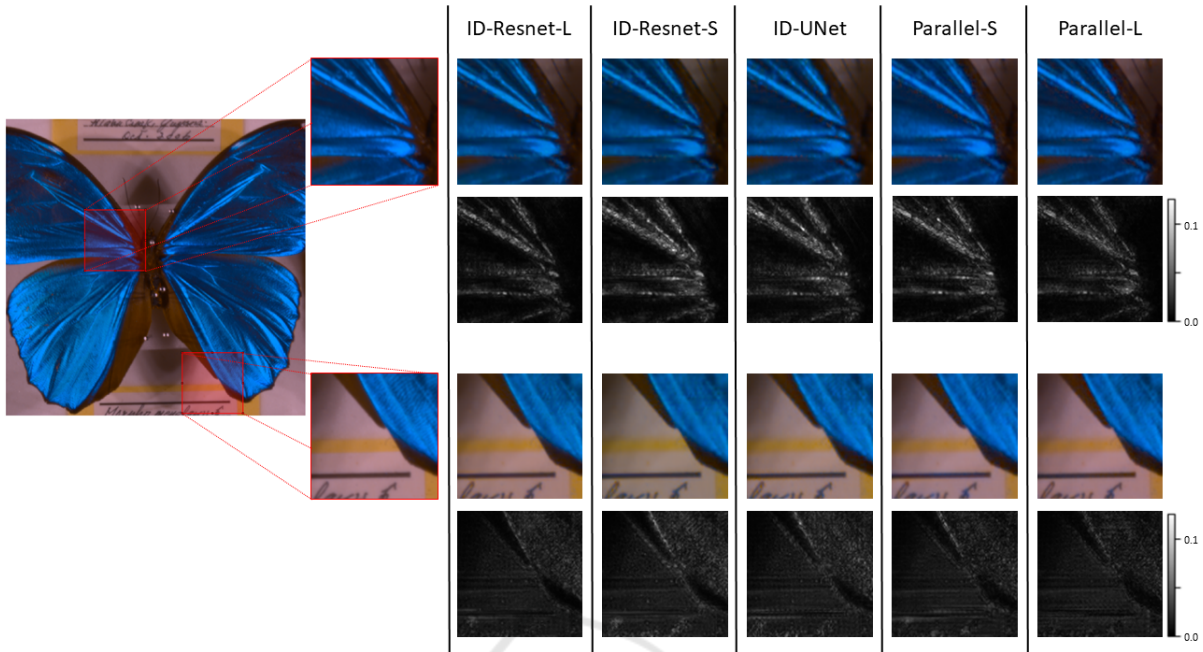 ID-Resnet-L
ID-Resnet-S
ID-UNet
Parallel-S
Parallel-L
0.1
0.0
0.1
0.0